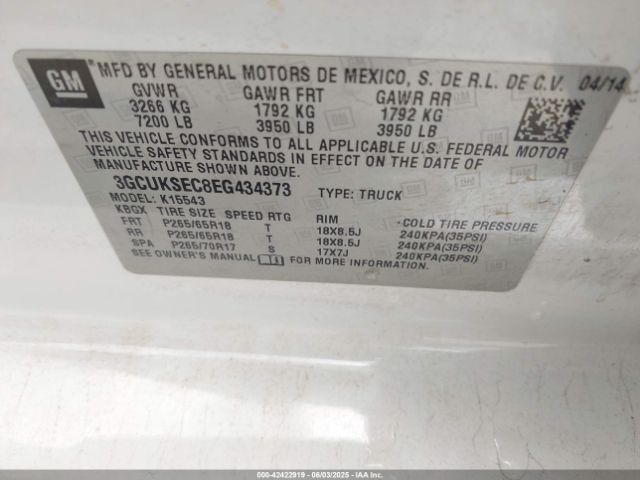 GM MFD BY GENERAL MOTORS DE MEXICO, S. DE R.L. DE C.V. 04/14
GVWR GAWR FRT GAWR RR
3266 KG 1792 KG 1792 KG
7200 LB 3950 LB 3950 LB
THIS VEHICLE CONFORMS TO ALL APPLICABLE U.S. FEDERAL MOTOR
VEHICLE SAFETY STANDARDS IN EFFECT ON THE DATE OF
MANUFACTURE SHOWN ABOVE.
3GCUKSEC8EG434373 TYPE: TRUCK
MODEL: K15543
KBGX TIRE SIZE SPEED RTG RIM COLD TIRE PRESSURE
FRT P265/65R18 T 18X8.5J 240KPA(35PSI)
RR P265/65R18 T 18X8.5J 240KPA(35PSI)
SPA P265/70R17 S 17X7J 240KPA(35PSI)
SEE OWNER'S MANUAL FOR MORE INFORMATION.
000-42422919 - 06/03/2025 - IAAI.COM